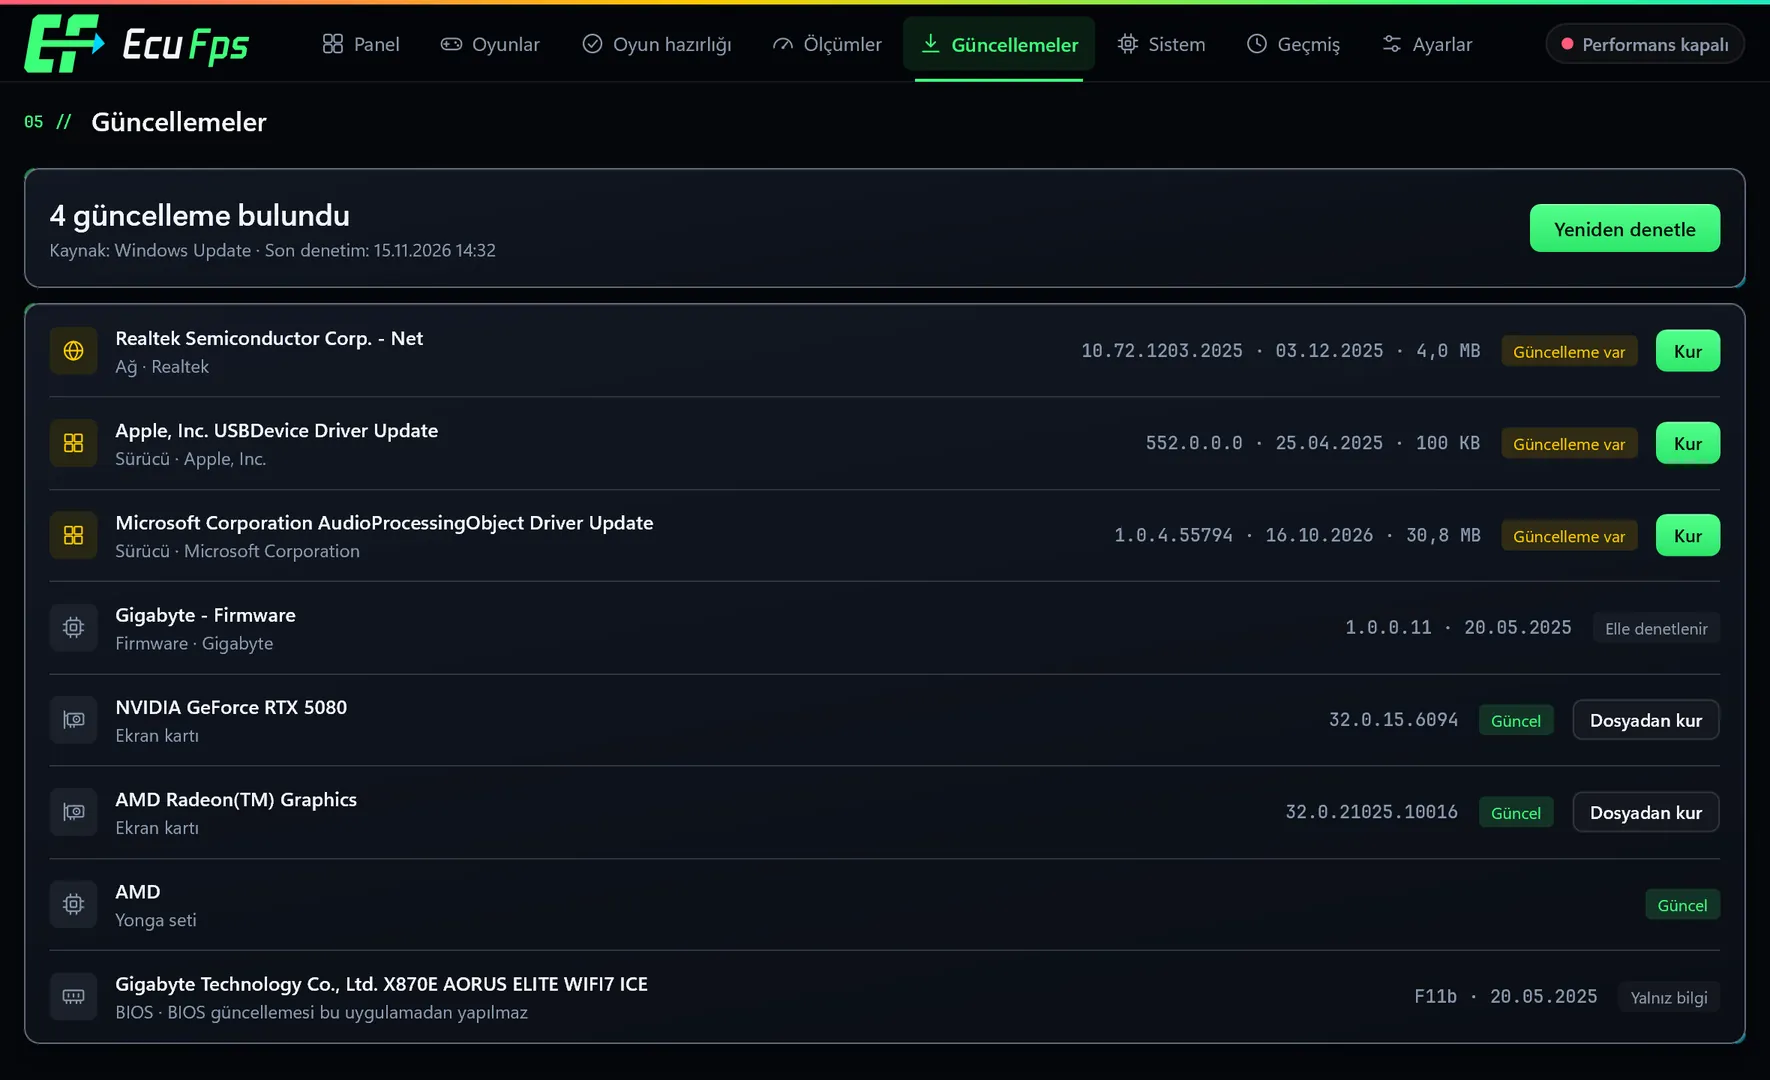 EF Ecu Fps
Panel
Oyunlar
Oyun hazırlığı
Ölçümler
Güncellemeler
Sistem
Geçmiş
Ayarlar
Performans kapalı
05 // Güncellemeler
4 güncelleme bulundu
Kaynak: Windows Update · Son denetim: 15.11.2026 14:32
Yeniden denetle
Realtek Semiconductor Corp. - Net
Ağ · Realtek
10.72.1203.2025 · 03.12.2025 · 4,0 MB
Güncelleme var
Kur
Apple, Inc. USBDevice Driver Update
Sürücü · Apple, Inc.
552.0.0.0 · 25.04.2025 · 100 KB
Güncelleme var
Kur
Microsoft Corporation AudioProcessingObject Driver Update
Sürücü · Microsoft Corporation
1.0.4.55794 · 16.10.2026 · 30,8 MB
Güncelleme var
Kur
Gigabyte - Firmware
Firmware · Gigabyte
1.0.0.11 · 20.05.2025
Elle denetlenir
NVIDIA GeForce RTX 5080
Ekran kartı
32.0.15.6094
Güncel
Dosyadan kur
AMD Radeon(TM) Graphics
Ekran kartı
32.0.21025.10016
Güncel
Dosyadan kur
AMD
Yonga seti
Güncel
Gigabyte Technology Co., Ltd. X870E AORUS ELITE WIFI7 ICE
BIOS · BIOS güncellemesi bu uygulamadan yapılmaz
F11b · 20.05.2025
Yalnız bilgi